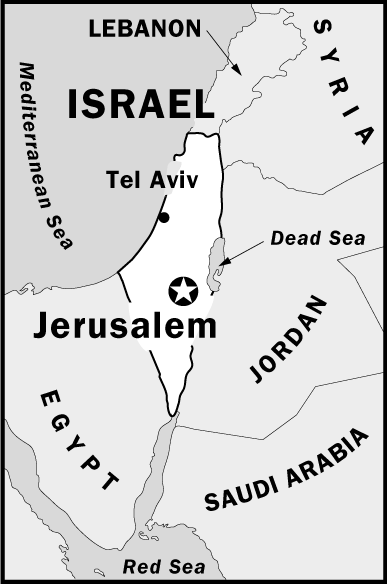 LEBANON
SYRIA
ISRAEL
Mediterranean Sea
Tel Aviv
Dead Sea
Jerusalem
JORDAN
EGYPT
SAUDI ARABIA
Red Sea